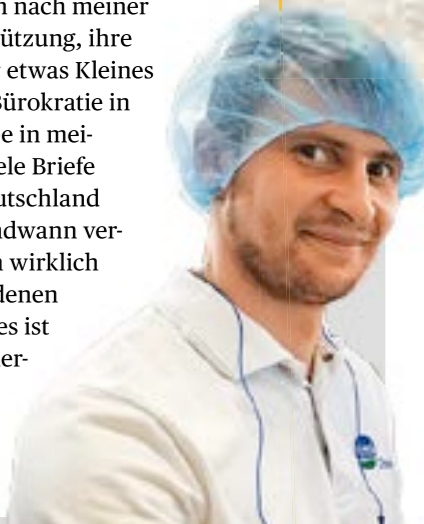 n nach meiner
ützung, ihre
etwas Kleines
Bürokratie in
e in mei-
ele Briefe
utschland
ndwann ver-
n wirklich
denen
es ist
er-